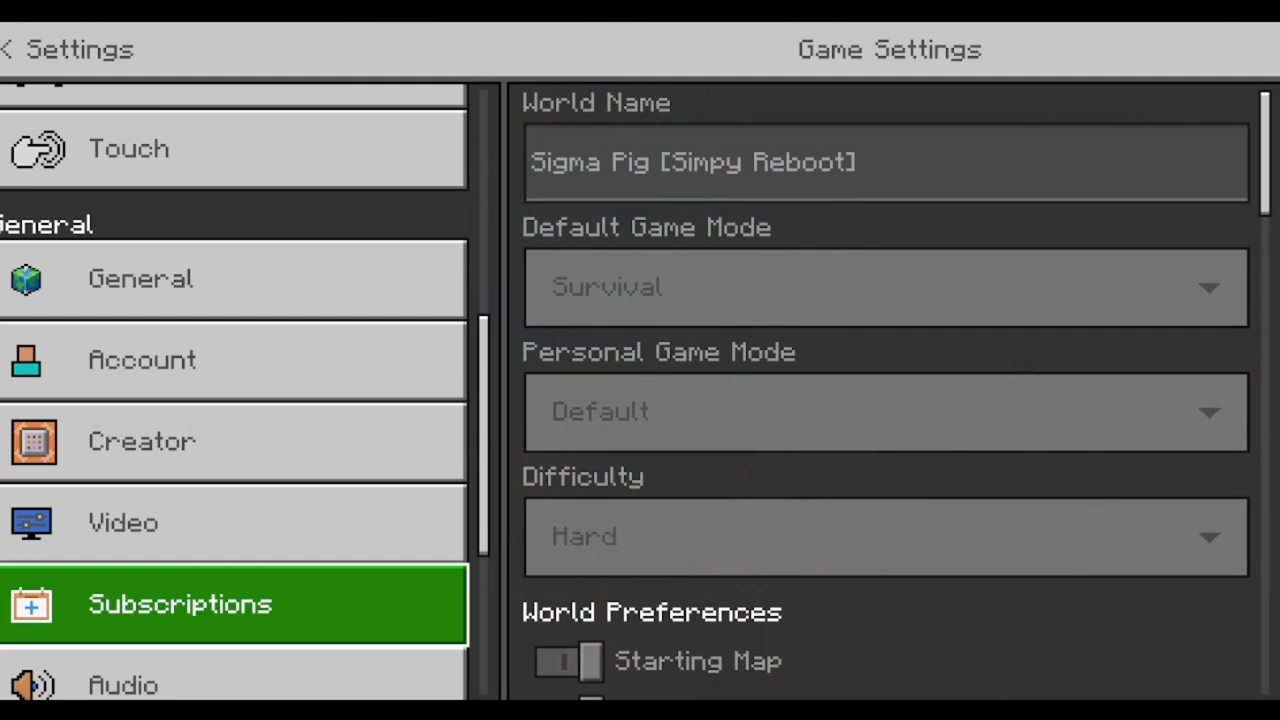 Settings
Game Settings
Touch
General
General
Account
Creator
Video
Subscriptions
Audio
World Name
Sigma Pig [Simpy Reboot]
Default Game Mode
Survival
Personal Game Mode
Default
Difficulty
Hard
World Preferences
Starting Map